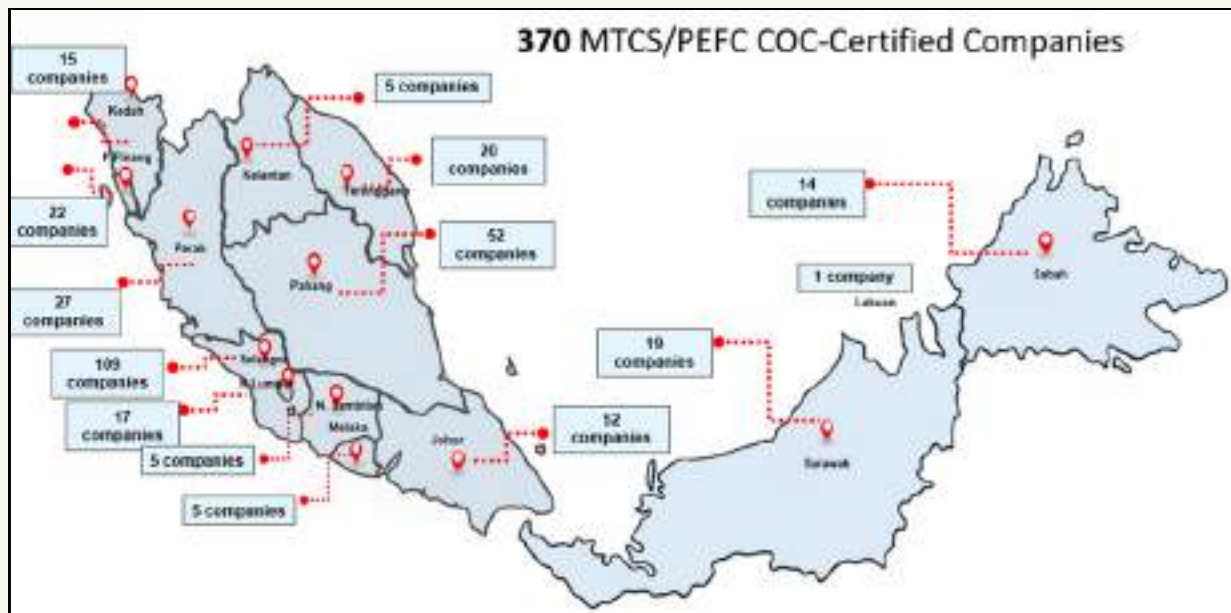 370 MTCS/PEFC COC-Certified Companies
15
companies
5 companies
Kedah
P.Pinang
20
companies
Kelantan
Terengganu
14
companies
22
companies
Perak
52
companies
Pahang
1 company
Labuan
Sabah
27
companies
19
companies
109
companies
Selangor
K.Lumpur
17
companies
N. Sembilan
Melaka
Johor
52
companies
5 companies
Sarawak
5 companies